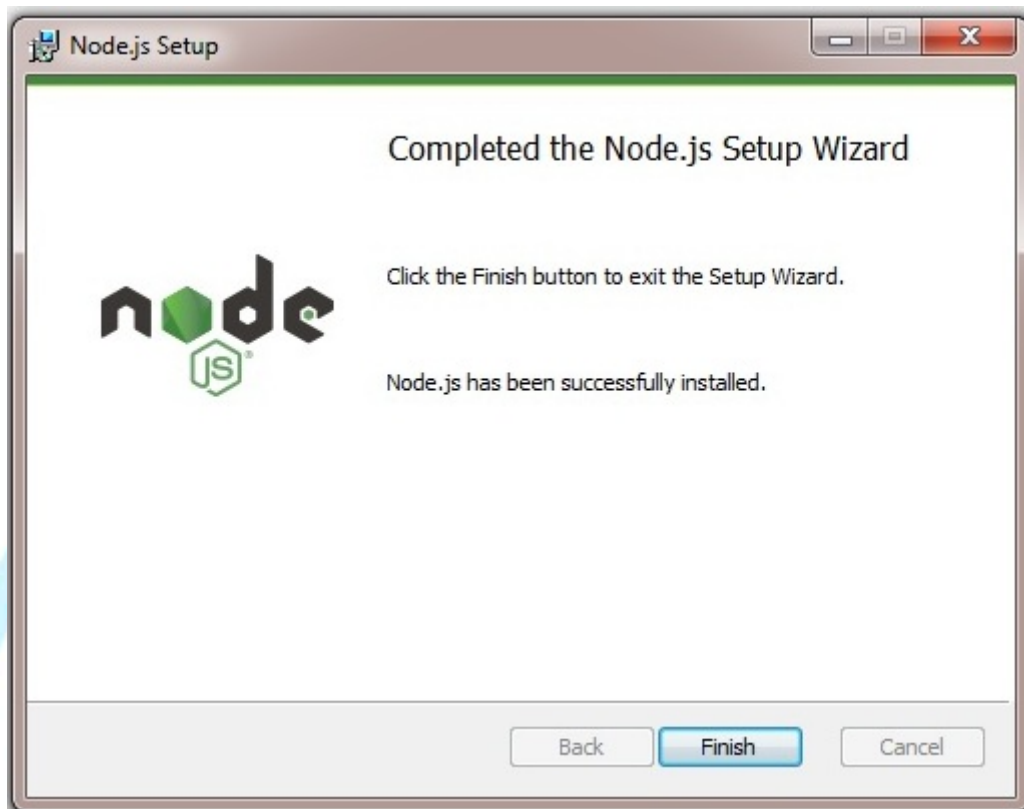 Node.js Setup
Completed the Node.js Setup Wizard
Click the Finish button to exit the Setup Wizard.
node
JS®
Node.js has been successfully installed.
Back Finish Cancel